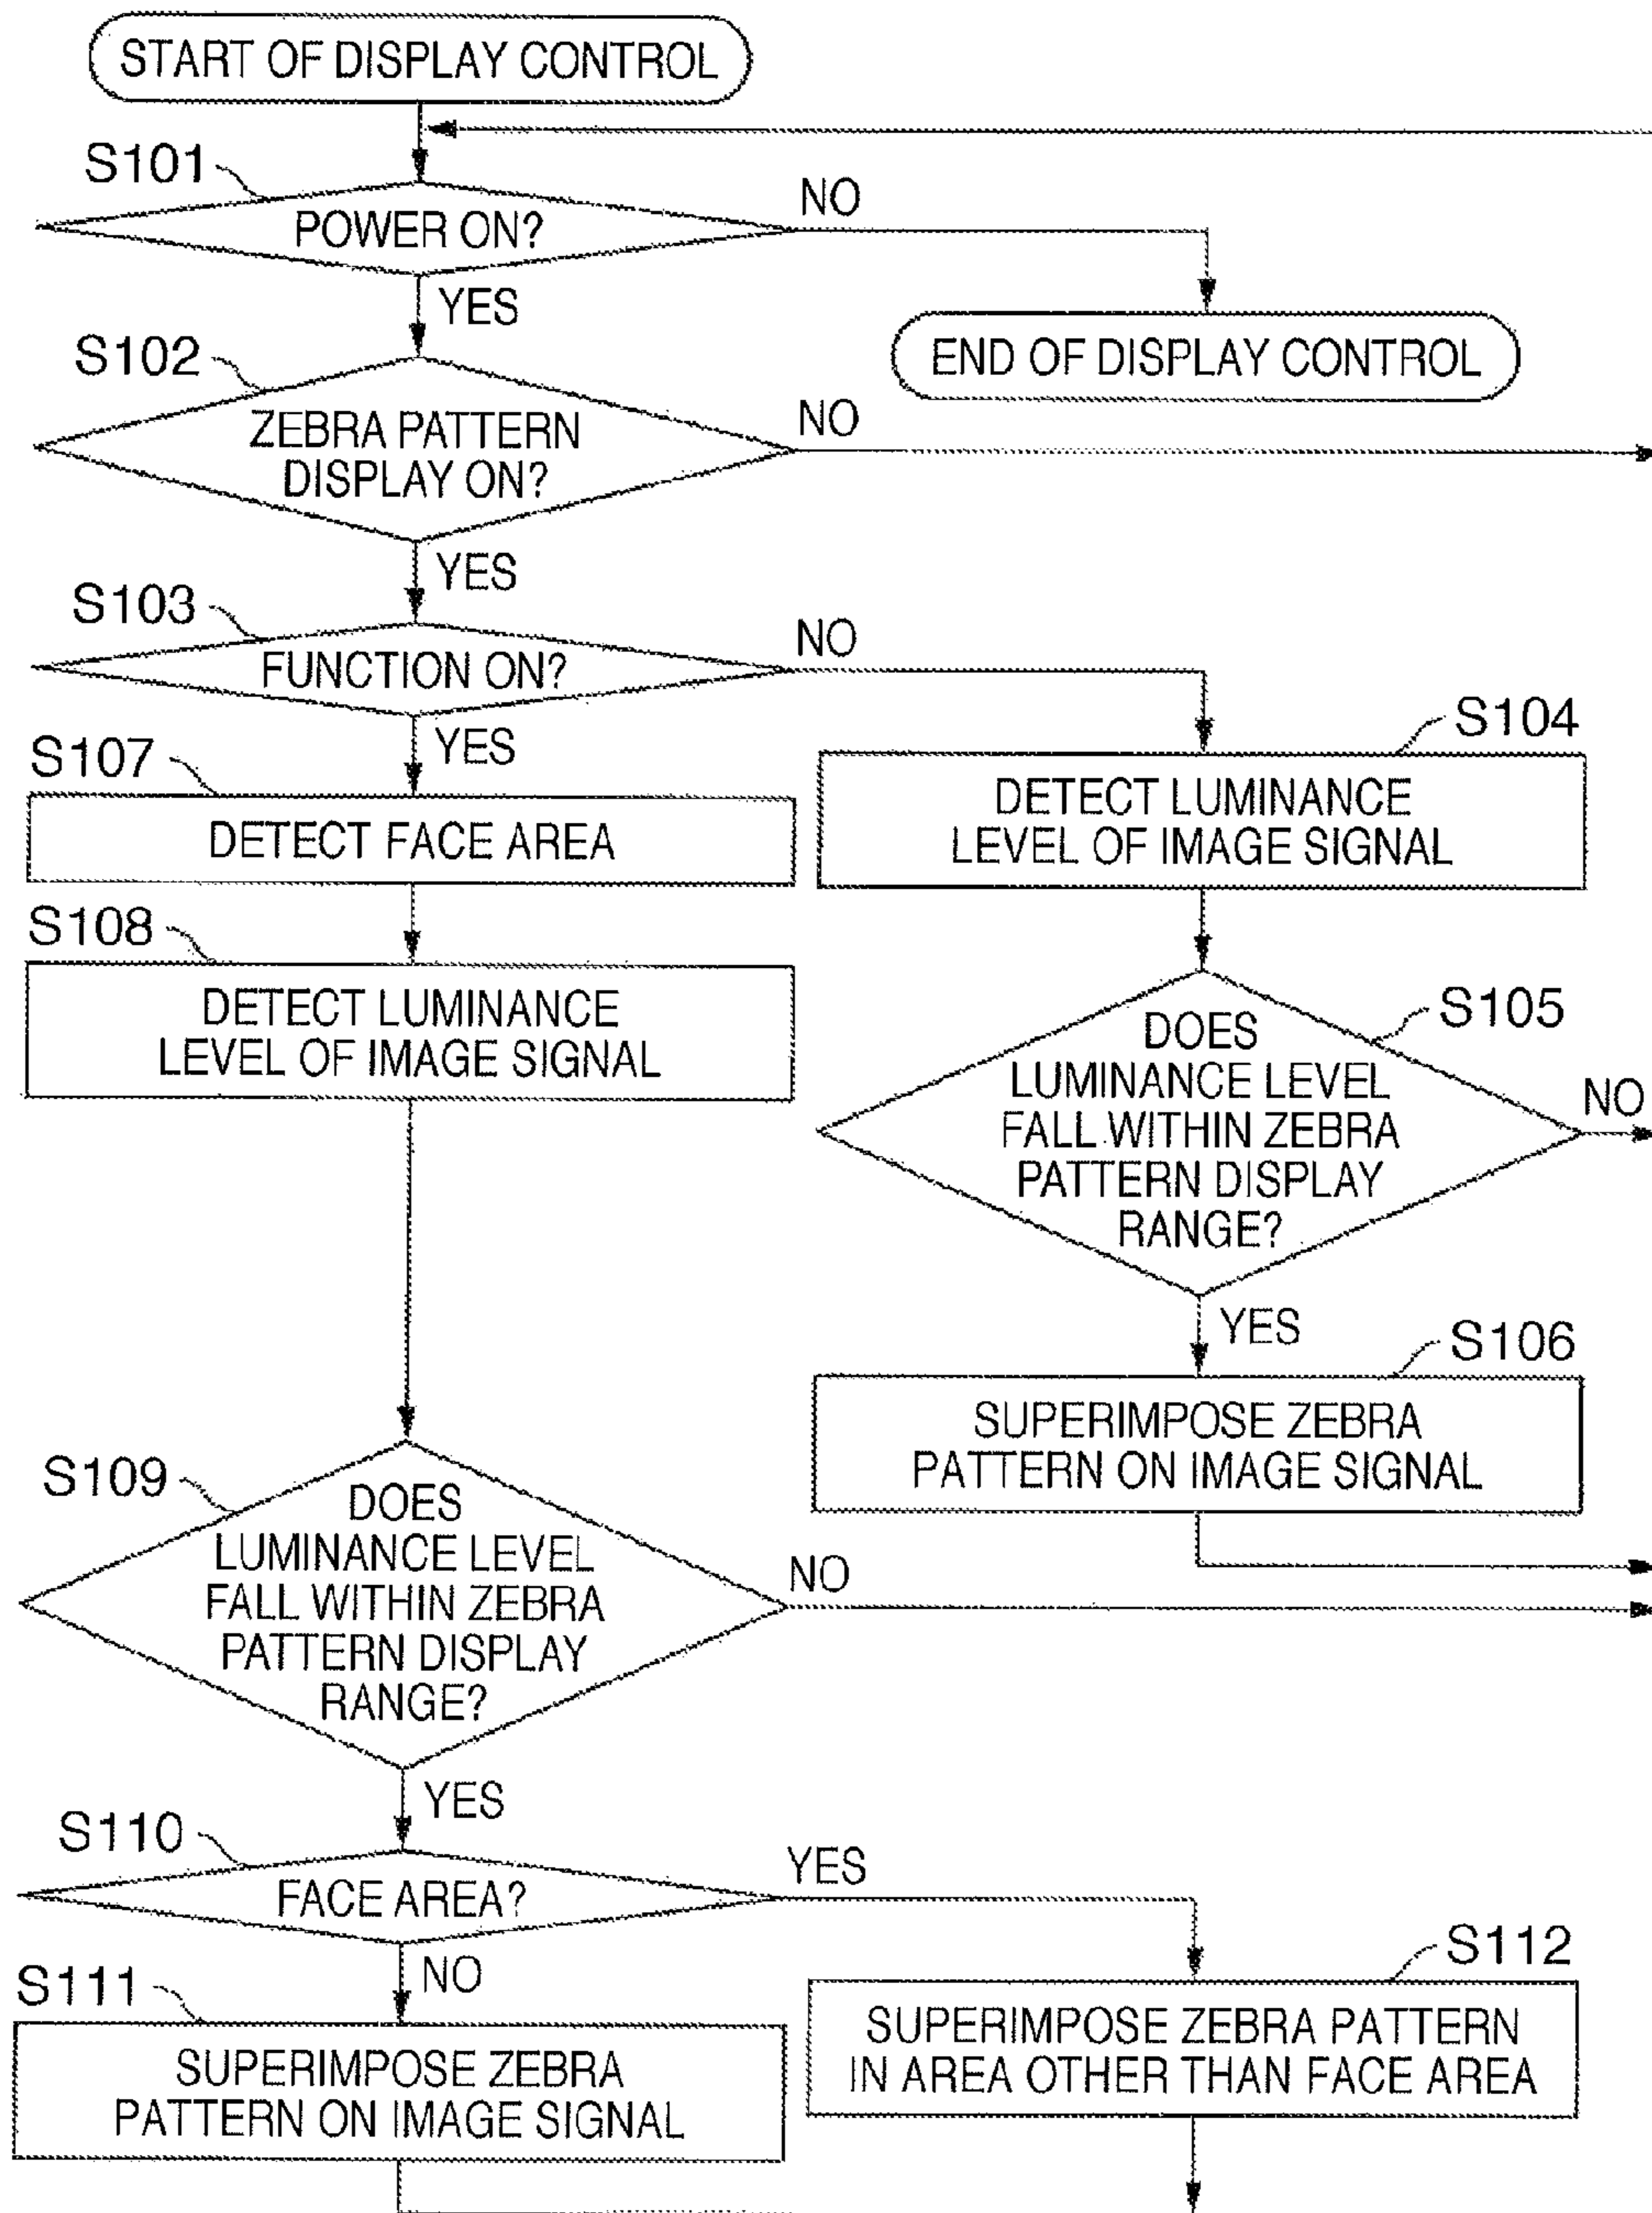 START OF DISPLAY CONTROL
S101
POWER ON?
NO
YES
END OF DISPLAY CONTROL
S102
ZEBRA PATTERN
DISPLAY ON?
NO
YES
S103
FUNCTION ON?
NO
YES
S104
DETECT LUMINANCE
LEVEL OF IMAGE SIGNAL
S107
DETECT FACE AREA
S108
DETECT LUMINANCE
LEVEL OF IMAGE SIGNAL
S105
DOES
LUMINANCE LEVEL
FALL WITHIN ZEBRA
PATTERN DISPLAY
RANGE?
NO
YES
S106
SUPERIMPOSE ZEBRA
PATTERN ON IMAGE SIGNAL
S109
DOES
LUMINANCE LEVEL
FALL WITHIN ZEBRA
PATTERN DISPLAY
RANGE?
NO
YES
S110
FACE AREA?
YES
NO
S111
SUPERIMPOSE ZEBRA
PATTERN ON IMAGE SIGNAL
S112
SUPERIMPOSE ZEBRA PATTERN
IN AREA OTHER THAN FACE AREA